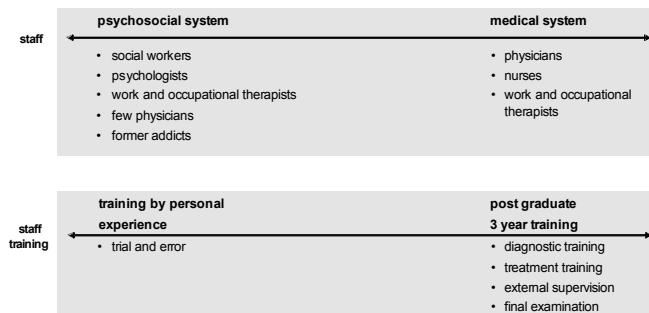 psychosocial system
medical system
staff
• social workers
• psychologists
• work and occupational therapists
• few physicians
• former addicts
• physicians
• nurses
• work and occupational
therapists
training by personal
experience
post graduate
3 year training
staff
training
• trial and error
• diagnostic training
• treatment training
• external supervision
• final examination